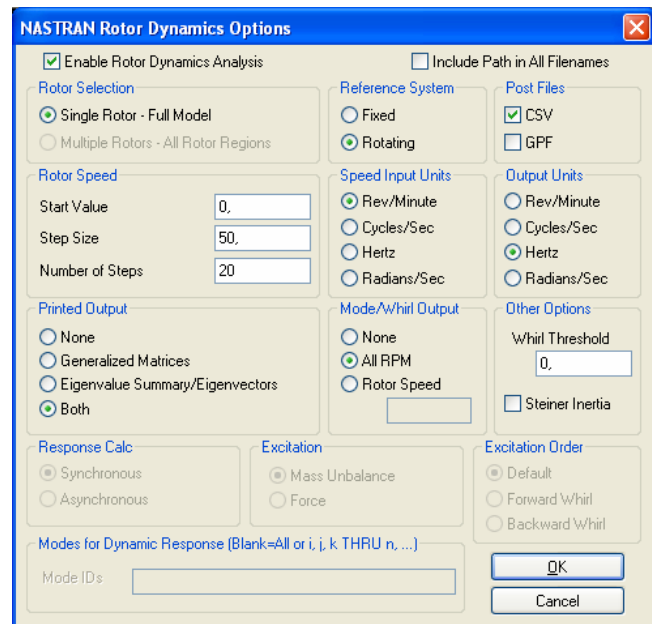 NASTRAN Rotor Dynamics Options
Enable Rotor Dynamics Analysis
Include Path in All Filenames
Rotor Selection
Single Rotor - Full Model
Multiple Rotors - All Rotor Regions
Reference System
Fixed
Rotating
Post Files
CSV
GPF
Rotor Speed
Start Value 0,
Step Size 50,
Number of Steps 20
Speed Input Units
Rev/Minute
Cycles/Sec
Hertz
Radians/Sec
Output Units
Rev/Minute
Cycles/Sec
Hertz
Radians/Sec
Printed Output
None
Generalized Matrices
Eigenvalue Summary/Eigenvectors
Both
Mode/Whirl Output
None
All RPM
Rotor Speed
Other Options
Whirl Threshold
0,
Steiner Inertia
Response Calc
Synchronous
Asynchronous
Excitation
Mass Unbalance
Force
Excitation Order
Default
Forward Whirl
Backward Whirl
Modes for Dynamic Response (Blank=All or i, j, k THRU n, ...)
Mode IDs
OK
Cancel